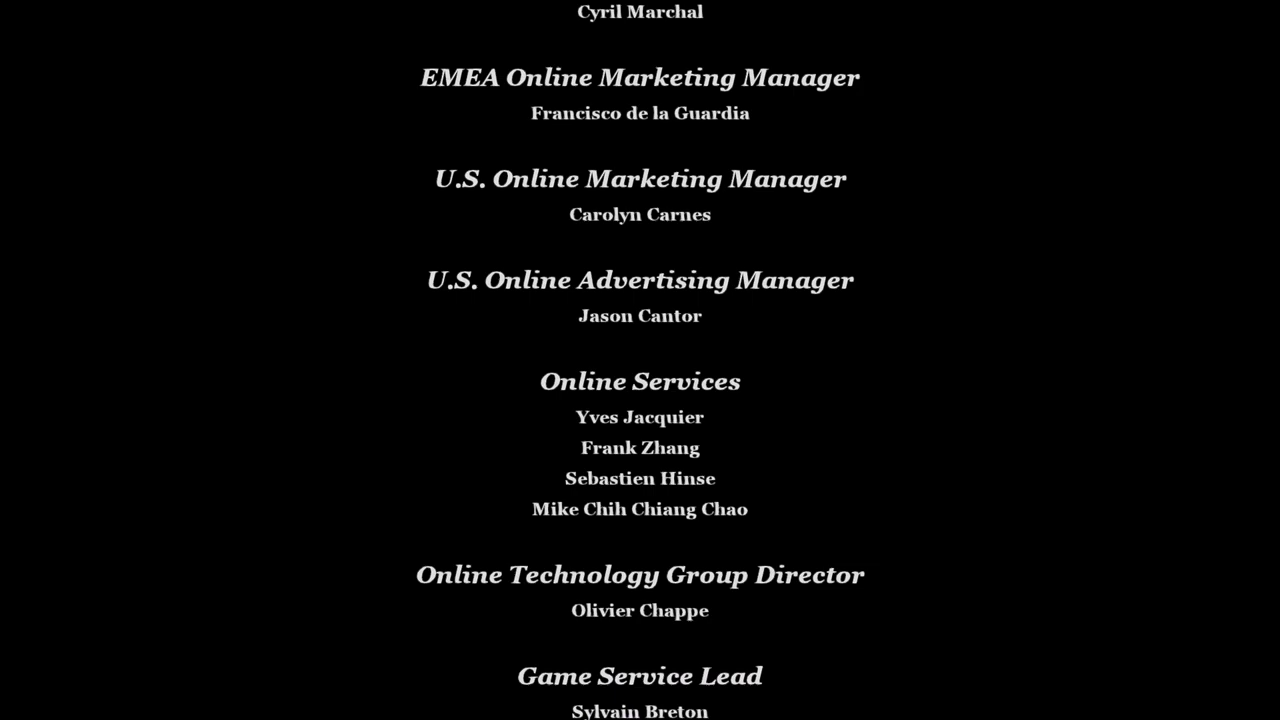 Cyril Marchal
EMEA Online Marketing Manager
Francisco de la Guardia
U.S. Online Marketing Manager
Carolyn Carnes
U.S. Online Advertising Manager
Jason Cantor
Online Services
Yves Jacquier
Frank Zhang
Sebastien Hinse
Mike Chih Chiang Chao
Online Technology Group Director
Olivier Chappe
Game Service Lead
Sylvain Breton